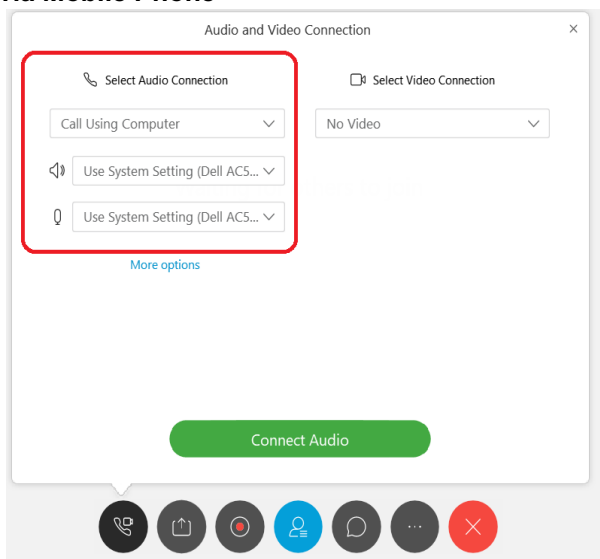 Audio and Video Connection
Select Audio Connection
Select Video Connection
Call Using Computer
No Video
Use System Setting (Dell AC5...
Use System Setting (Dell AC5...
More options
Connect Audio